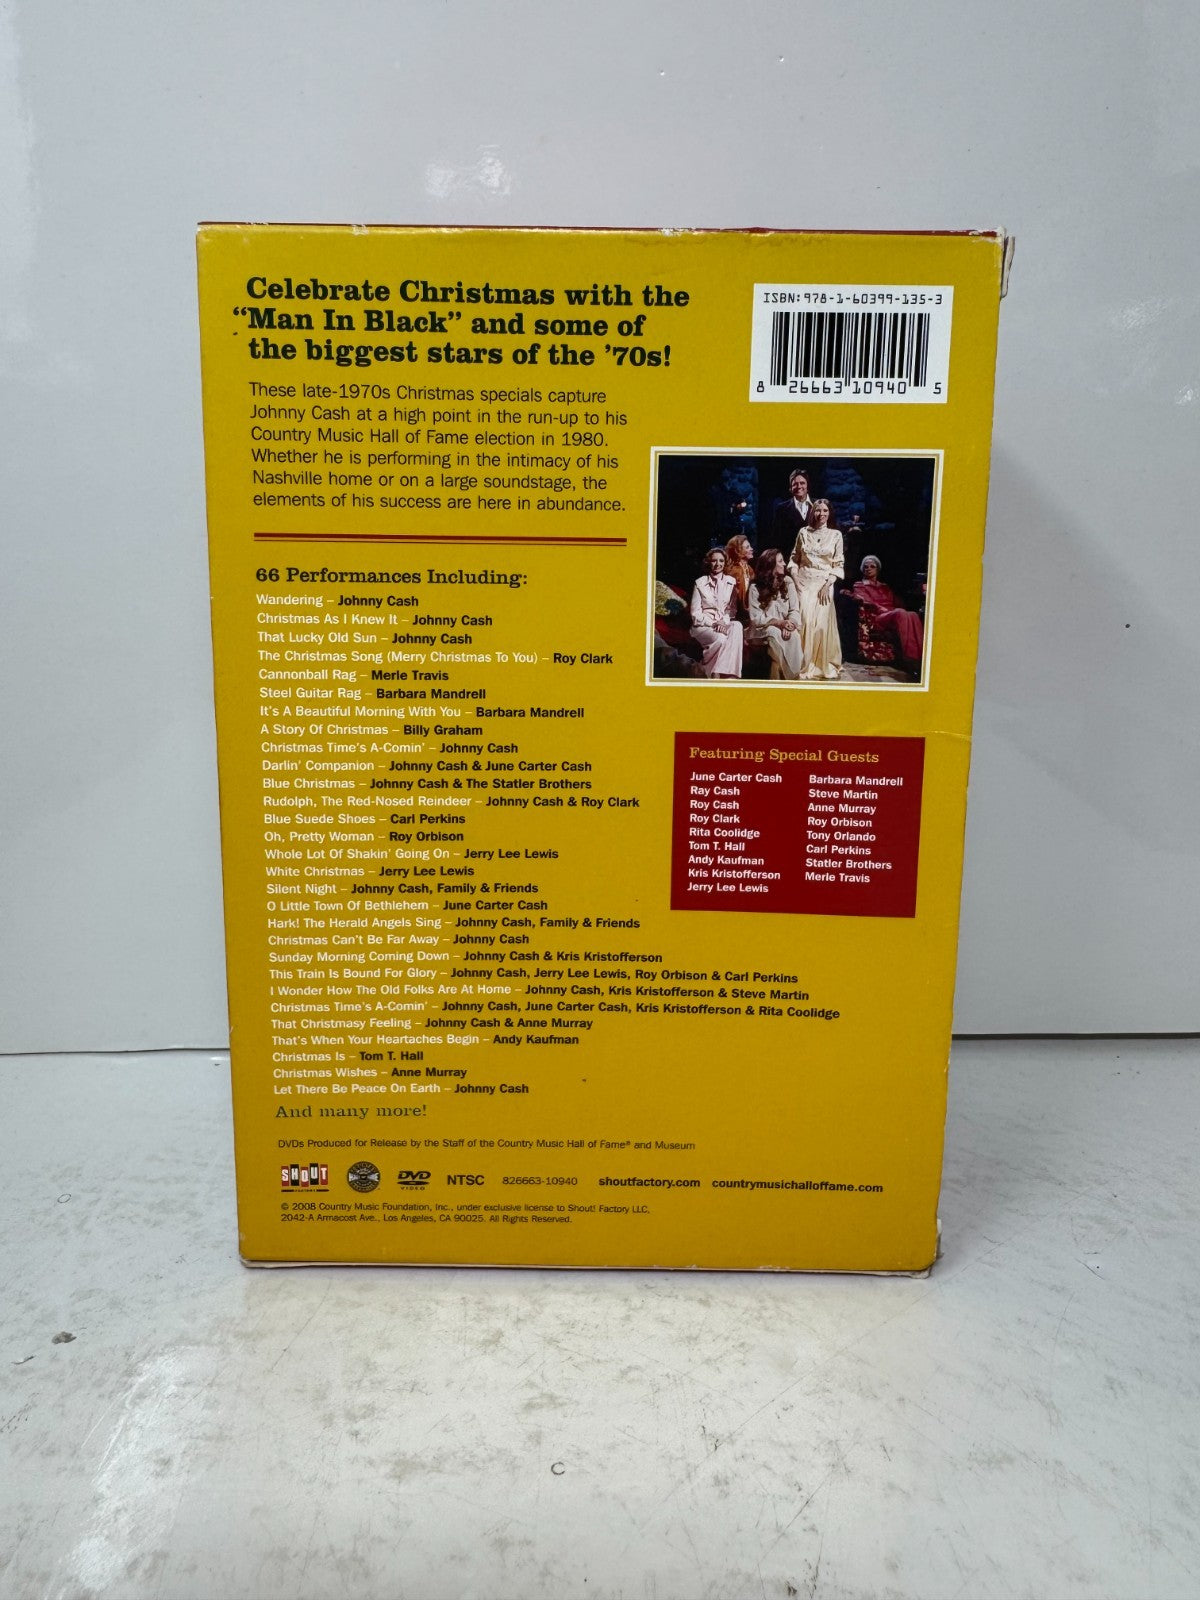 Celebrate Christmas with the
“Man In Black” and some of
the biggest stars of the ’70s!
These late-1970s Christmas specials capture
Johnny Cash at a high point in the run-up to his
Country Music Hall of Fame election in 1980.
Whether he is performing in the intimacy of his
Nashville home or on a large soundstage, the
elements of his success are here in abundance.
ISBN: 978-1-60399-135-3
8 26663 10940 5
66 Performances Including:
Wandering – Johnny Cash
Christmas As I Knew It – Johnny Cash
That Lucky Old Sun – Johnny Cash
The Christmas Song (Merry Christmas To You) – Roy Clark
Cannonball Rag – Merle Travis
Steel Guitar Rag – Barbara Mandrell
It’s A Beautiful Morning With You – Barbara Mandrell
A Story Of Christmas – Billy Graham
Christmas Time’s A-Comin’ – Johnny Cash
Darlin’ Companion – Johnny Cash & June Carter Cash
Blue Christmas – Johnny Cash & The Statler Brothers
Rudolph, The Red-Nosed Reindeer – Johnny Cash & Roy Clark
Blue Suede Shoes – Carl Perkins
Oh, Pretty Woman – Roy Orbison
Whole Lot Of Shakin’ Going On – Jerry Lee Lewis
White Christmas – Jerry Lee Lewis
Silent Night – Johnny Cash, Family & Friends
O Little Town Of Bethlehem – June Carter Cash
Hark! The Herald Angels Sing – Johnny Cash, Family & Friends
Christmas Can’t Be Far Away – Johnny Cash
Sunday Morning Coming Down – Johnny Cash & Kris Kristofferson
This Train Is Bound For Glory – Johnny Cash, Jerry Lee Lewis, Roy Orbison & Carl Perkins
I Wonder How The Old Folks Are At Home – Johnny Cash, Kris Kristofferson & Steve Martin
Christmas Time’s A-Comin’ – Johnny Cash, June Carter Cash, Kris Kristofferson & Rita Coolidge
That Christmasy Feeling – Johnny Cash & Anne Murray
That’s When Your Heartaches Begin – Andy Kaufman
Christmas Is – Tom T. Hall
Christmas Wishes – Anne Murray
Let There Be Peace On Earth – Johnny Cash
And many more!
Featuring Special Guests
June Carter Cash
Ray Cash
Roy Cash
Roy Clark
Rita Coolidge
Tom T. Hall
Andy Kaufman
Kris Kristofferson
Jerry Lee Lewis
Barbara Mandrell
Steve Martin
Anne Murray
Roy Orbison
Tony Orlando
Carl Perkins
Statler Brothers
Merle Travis
DVDs Produced for Release by the Staff of the Country Music Hall of Fame® and Museum
SHOUT FACTORY DVD VIDEO NTSC 826663-10940 shoutfactory.com countrymusichalloffame.com
© 2008 Country Music Foundation, Inc., under exclusive license to Shout! Factory LLC,
2042-A Armacost Ave., Los Angeles, CA 90025. All Rights Reserved.